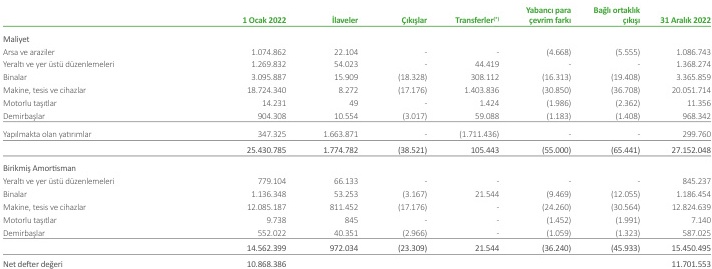 1 Ocak 2022 İlaveler Çıkışlar Transferler(*) Yabancı para çevrim farkı Bağlı ortaklık çıkışı 31 Aralık 2022
Maliyet
Arsa ve araziler 1.074.862 22.104 - - (4.668) (5.555) 1.086.743
Yeraltı ve yer üstü düzenlemeleri 1.269.832 54.023 - 44.419 - - 1.368.274
Binalar 3.095.887 15.909 (18.328) 308.112 (16.313) (19.408) 3.365.859
Makine, tesis ve cihazlar 18.724.340 8.272 (17.176) 1.403.836 (30.850) (36.708) 20.051.714
Motorlu taşıtlar 14.231 49 - 1.424 (1.986) (2.362) 11.356
Demirbaşlar 904.308 10.554 (3.017) 59.088 (1.183) (1.408) 968.342
Yapılmakta olan yatırımlar 347.325 1.663.871 - (1.711.436) - - 299.760
25.430.785 1.774.782 (38.521) 105.443 (55.000) (65.441) 27.152.048
Birikmiş Amortisman
Yeraltı ve yer üstü düzenlemeleri 779.104 66.133 - - - - 845.237
Binalar 1.136.348 53.253 (3.167) 21.544 (9.469) (12.055) 1.186.454
Makine, tesis ve cihazlar 12.085.187 811.452 (17.176) - (24.260) (30.564) 12.824.639
Motorlu taşıtlar 9.738 845 - - (1.452) (1.991) 7.140
Demirbaşlar 552.022 40.351 (2.966) - (1.059) (1.323) 587.025
14.562.399 972.034 (23.309) 21.544 (36.240) (45.933) 15.450.495
Net defter değeri 10.868.386 11.701.553